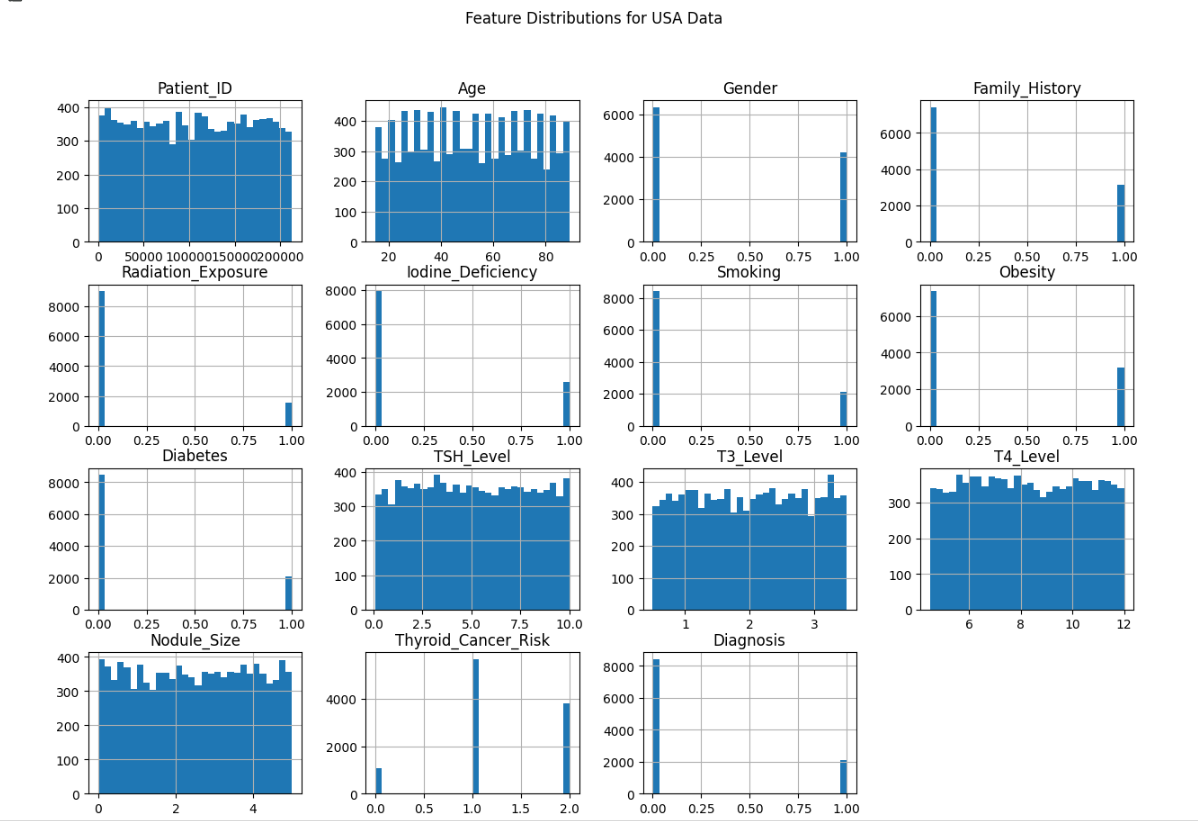 Feature Distributions for USA Data
Patient_ID Age Gender Family_History
400 300 200 100 0
0 50000 100000 150000 200000
400 300 200 100 0
20 40 60 80
6000 4000 2000 0
0.00 0.25 0.50 0.75 1.00
6000 4000 2000 0
0.00 0.25 0.50 0.75 1.00
Radiation_Exposure Iodine_Deficiency Smoking Obesity
8000 6000 4000 2000 0
0.00 0.25 0.50 0.75 1.00
8000 6000 4000 2000 0
0.00 0.25 0.50 0.75 1.00
8000 6000 4000 2000 0
0.00 0.25 0.50 0.75 1.00
6000 4000 2000 0
0.00 0.25 0.50 0.75 1.00
Diabetes TSH_Level T3_Level T4_Level
8000 6000 4000 2000 0
0.00 0.25 0.50 0.75 1.00
400 300 200 100 0
0.0 2.5 5.0 7.5 10.0
400 300 200 100 0
1 2 3
300 200 100 0
6 8 10 12
Nodule_Size Thyroid_Cancer_Risk Diagnosis
400 300 200 100 0
0 2 4
4000 2000 0
0.0 0.5 1.0 1.5 2.0
8000 6000 4000 2000 0
0.00 0.25 0.50 0.75 1.00